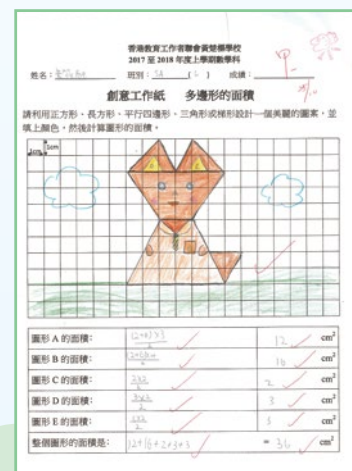 香港教育工作者聯會黃楚標學校
2017 至 2018 年度上學期數學科
甲-
姓名: 班別: 5A ( 6 ) 成績:
創意工作紙 多邊形的面積
請利用正方形、長方形、平行四邊形、三角形或梯形設計一個美麗的圖案，並
填上顏色，然後計算圖形的面積。
1cm
1cm
圖形 A 的面積: 12 cm²
圖形 B 的面積: 16 cm²
圖形 C 的面積: 2 cm²
圖形 D 的面積: 3 cm²
圖形 E 的面積: 3 cm²
整個圖形的面積是: 12+16+2+3+3 = 36 cm²